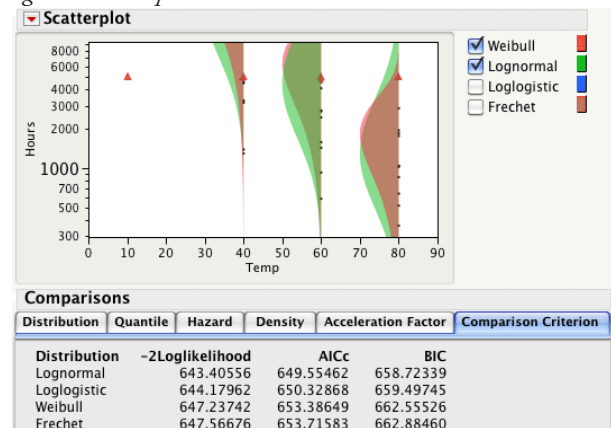 Scatterplot
8000
6000
4000
3000
2000
1000
700
500
300
Hours
0 10 20 30 40 50 60 70 80 90
Temp
Weibull
Lognormal
Loglogistic
Frechet
Comparisons
Distribution Quantile Hazard Density Acceleration Factor Comparison Criterion
Distribution -2Loglikelihood AICc BIC
Lognormal 643.40556 649.55462 658.72339
Loglogistic 644.17962 650.32868 659.49745
Weibull 647.23742 653.38649 662.55526
Frechet 647.56676 653.71583 662.88460